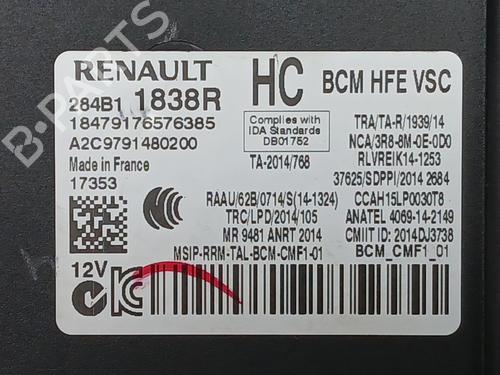 B-PARTS
RENAULT HC BCM HFE VSC
284B1 1838R
18479176576385
A2C9791480200
Made in France
17353
Complies with
IDA Standards
DB01752
TA-2014/768
TRA/TA-R/1939/14
NCA/3R8-8M-0E-0D0
RLVREIK14-1253
37625/SDPPI/2014 2684
RAAU/62B/0714/S(14-1324)
CCAH15LP0030T8
TRC/LPD/2014/105
ANATEL 4069-14-2149
MR 9481 ANRT 2014
CMIIT ID: 2014DJ3738
MSIP-RRM-TAL-BCM-CMF1-01
BCM_CMF1_01
12V